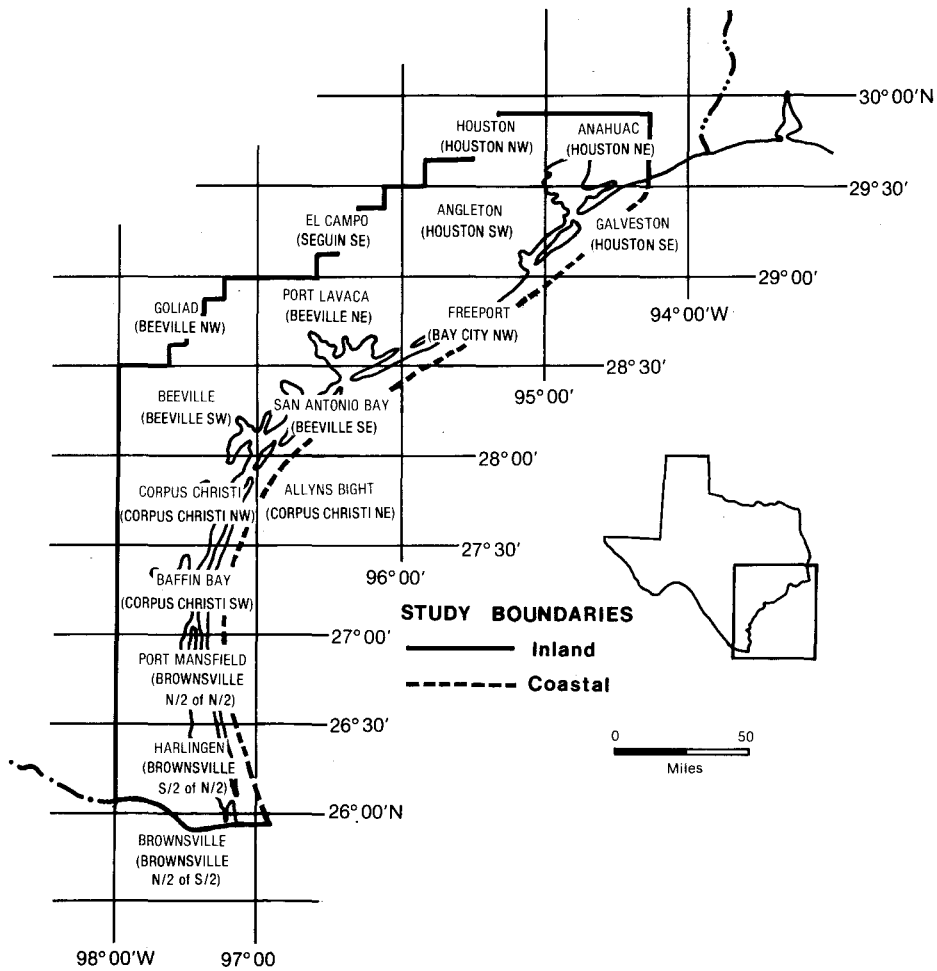 30°00'N
HOUSTON
(HOUSTON NW)
ANAHUAC
(HOUSTON NE)
29°30'
EL CAMPO
(SEGUIN SE)
ANGLETON
(HOUSTON SW)
GALVESTON
(HOUSTON SE)
29°00'
GOLIAD
(BEEVILLE NW)
PORT LAVACA
(BEEVILLE NE)
FREEPORT
(BAY CITY NW)
94°00'W
28°30'
95°00'
BEEVILLE
(BEEVILLE SW)
SAN ANTONIO BAY
(BEEVILLE SE)
28°00'
CORPUS CHRISTI
(CORPUS CHRISTI NW)
ALLYNS BIGHT
(CORPUS CHRISTI NE)
27°30'
96°00'
BAFFIN BAY
(CORPUS CHRISTI SW)
STUDY BOUNDARIES
Inland
Coastal
27°00'
PORT MANSFIELD
(BROWNSVILLE
N/2 of N/2)
26°30'
0 50
Miles
HARLINGEN
(BROWNSVILLE
S/2 of N/2)
26°00'N
BROWNSVILLE
(BROWNSVILLE
N/2 of S/2)
98°00'W
97°00'